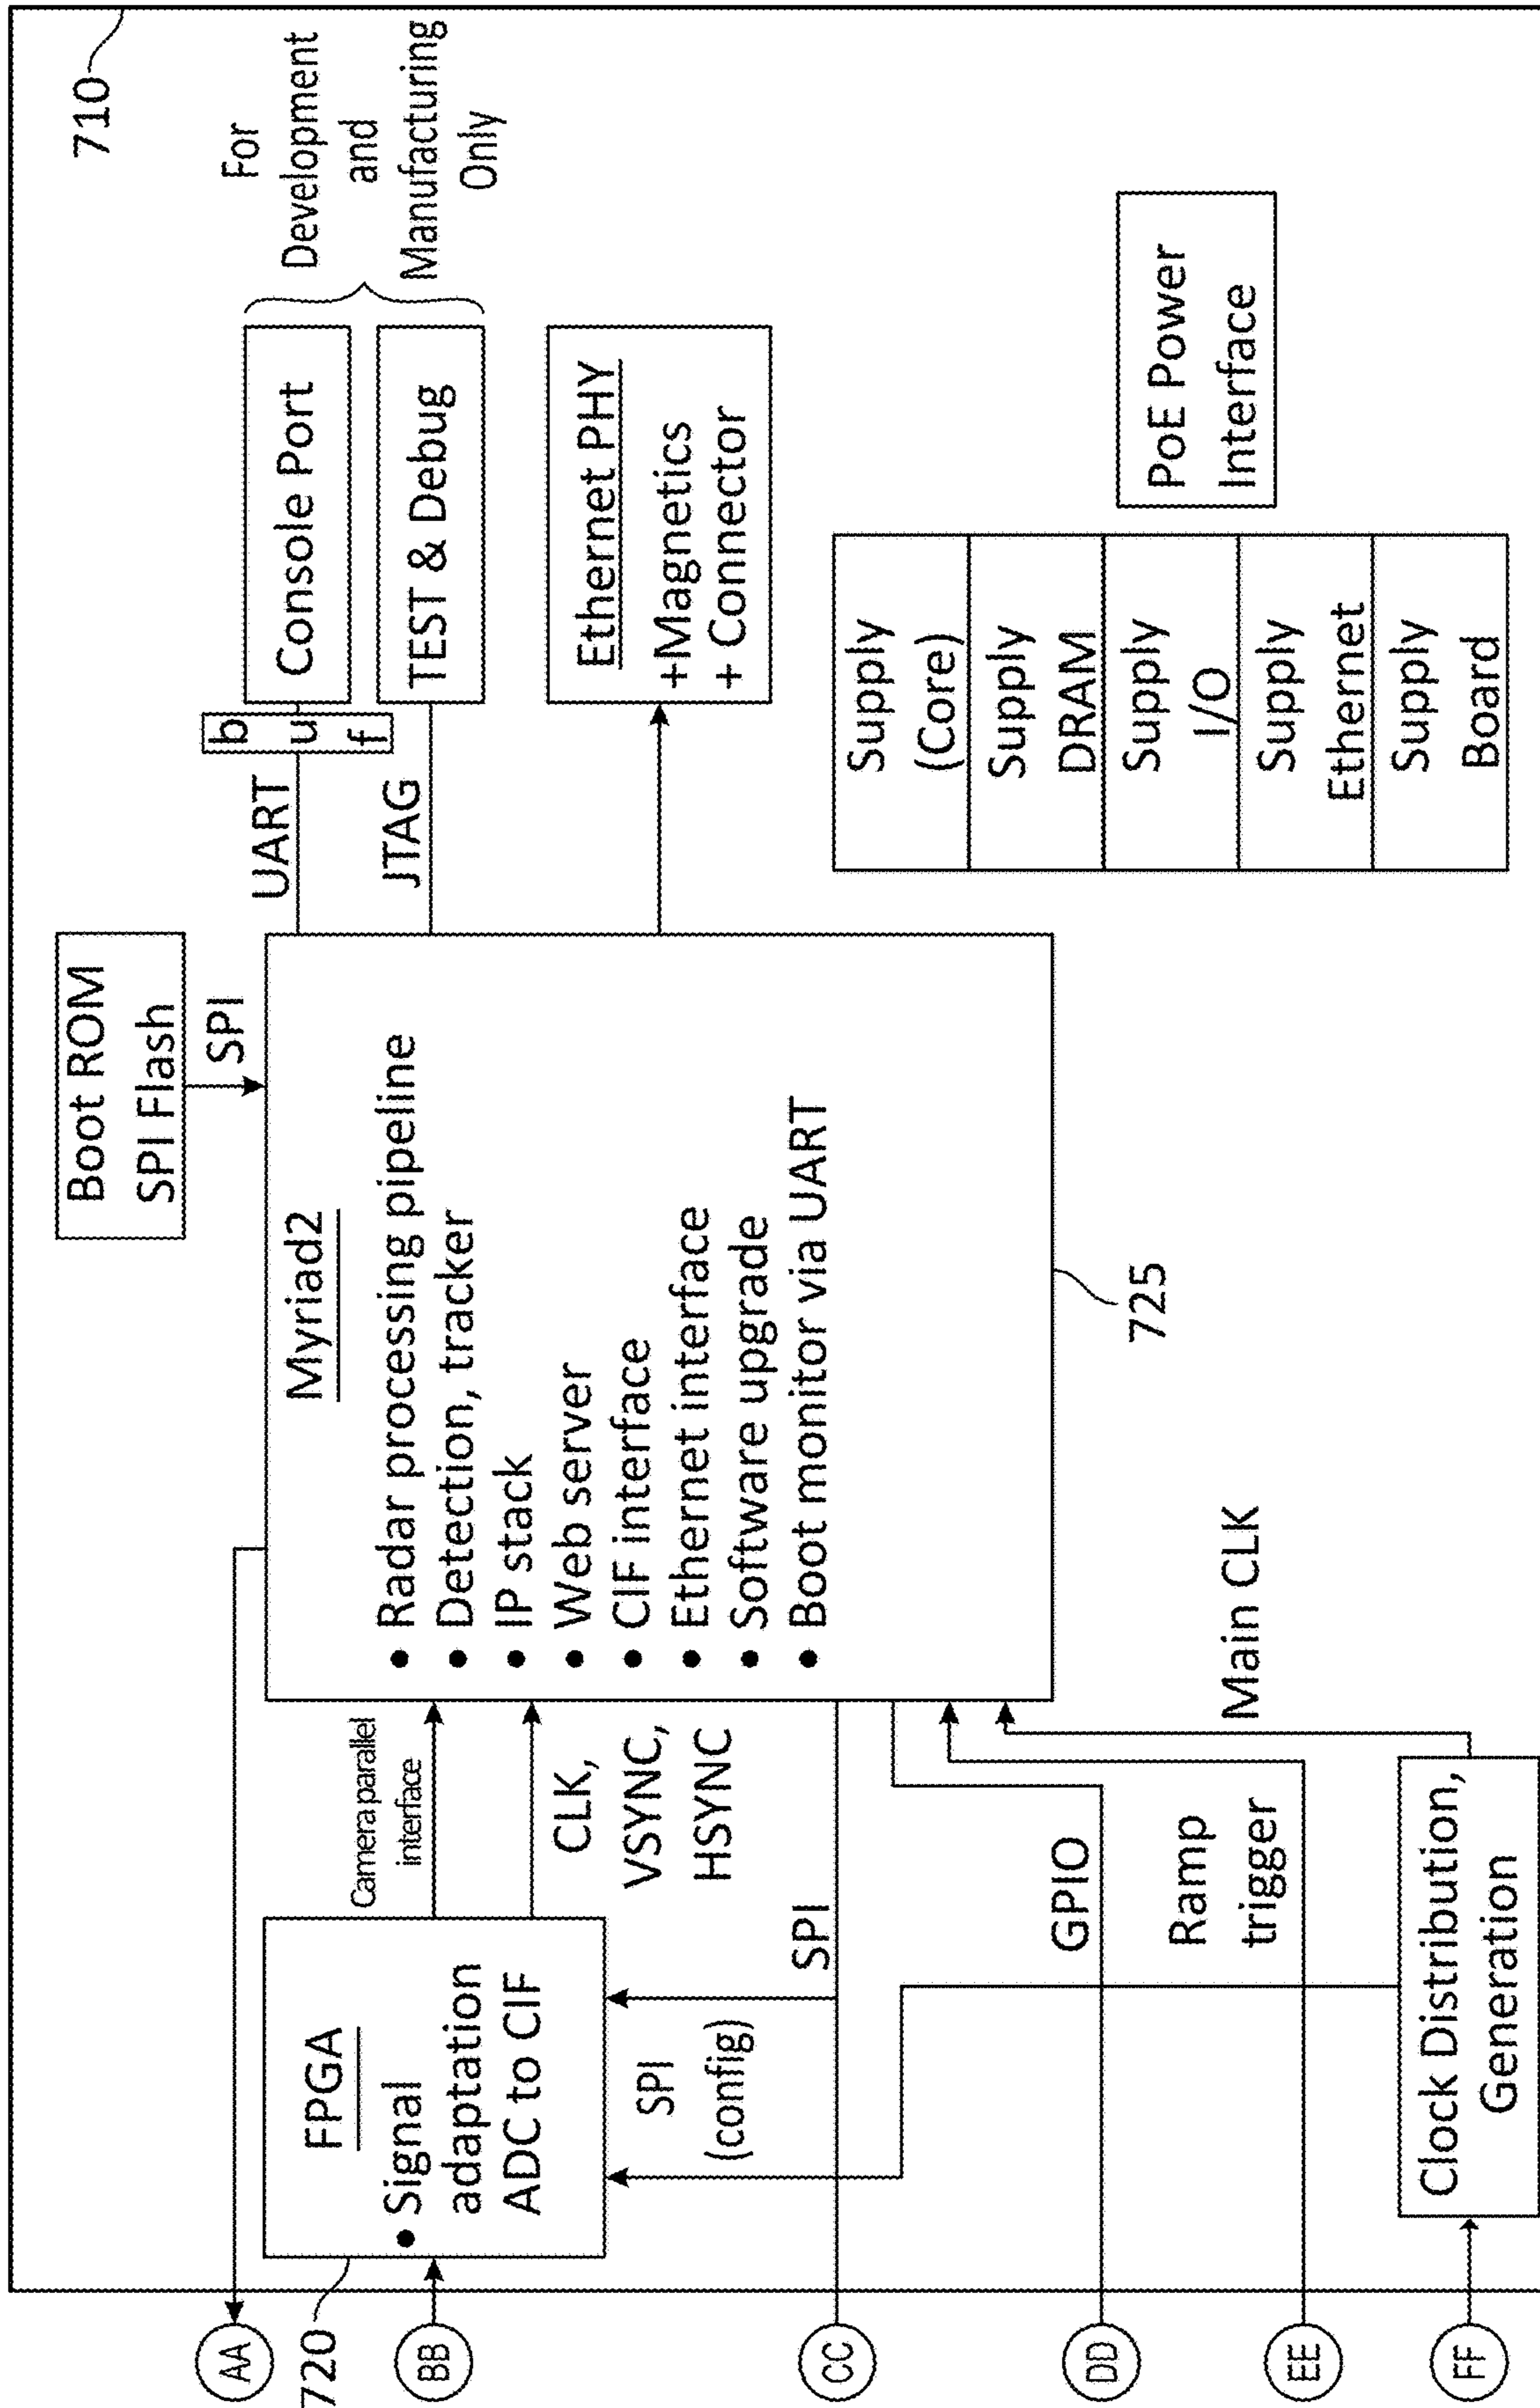 710
Boot ROM
SPI Flash
SPI
UART
b
u
f
Console Port
JTAG
TEST & Debug
For
Development
and
Manufacturing
Only
Ethernet PHY
+Magnetics
+ Connector
AA
720
BB
FPGA
• Signal
adaptation
ADC to CIF
Camera parallel
interface
CLK,
VSYNC,
HSYNC
Myriad2
• Radar processing pipeline
• Detection, tracker
• IP stack
• Web server
• CIF interface
• Ethernet interface
• Software upgrade
• Boot monitor via UART
725
SPI
(config)
SPI
CC
GPIO
DD
Ramp
trigger
EE
Main CLK
FF
Clock Distribution,
Generation
Supply
(Core)
Supply
DRAM
Supply
I/O
Supply
Ethernet
Supply
Board
PoE Power
Interface